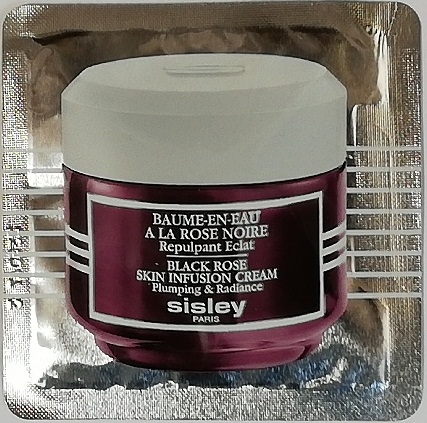 BAUME-EN-EAU
A LA ROSE NOIRE
Repulpant Eclat
BLACK ROSE
SKIN INFUSION CREAM
Plumping & Radiance
sisley
PARIS